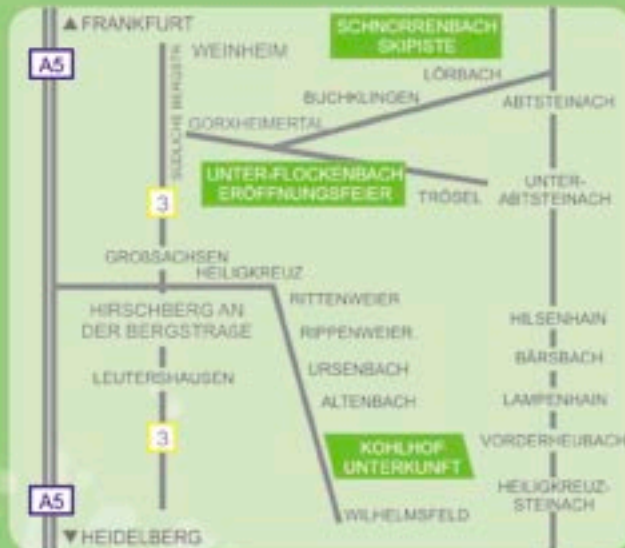 ▲ FRANKFURT
A5
WEINHEIM
SÜDLICHE BERGSTR.
SCHNORRENBACH
SKIPISTE
LÖRBACH
BUCHKLINGEN
ABTSTEINACH
GORXHEIMERTAL
UNTER-FLOCKENBACH
ERÖFFNUNGSFEIER
TRÖSEL
UNTER-
ABTSTEINACH
3
GROßSACHSEN
HEILIGKREUZ
RITTENWEIER
HIRSCHBERG AN
DER BERGSTRAßE
RIPPENWEIER
HILSENHAIN
BÄRSBACH
URSENBACH
LEUTERSHAUSEN
ALTENBACH
LAMPENHAIN
3
KOHLHOF
UNTERKUNFT
VORDERHEUBACH
A5
HEILIGKREUZ-
STEINACH
WILHELMSFELD
▼ HEIDELBERG